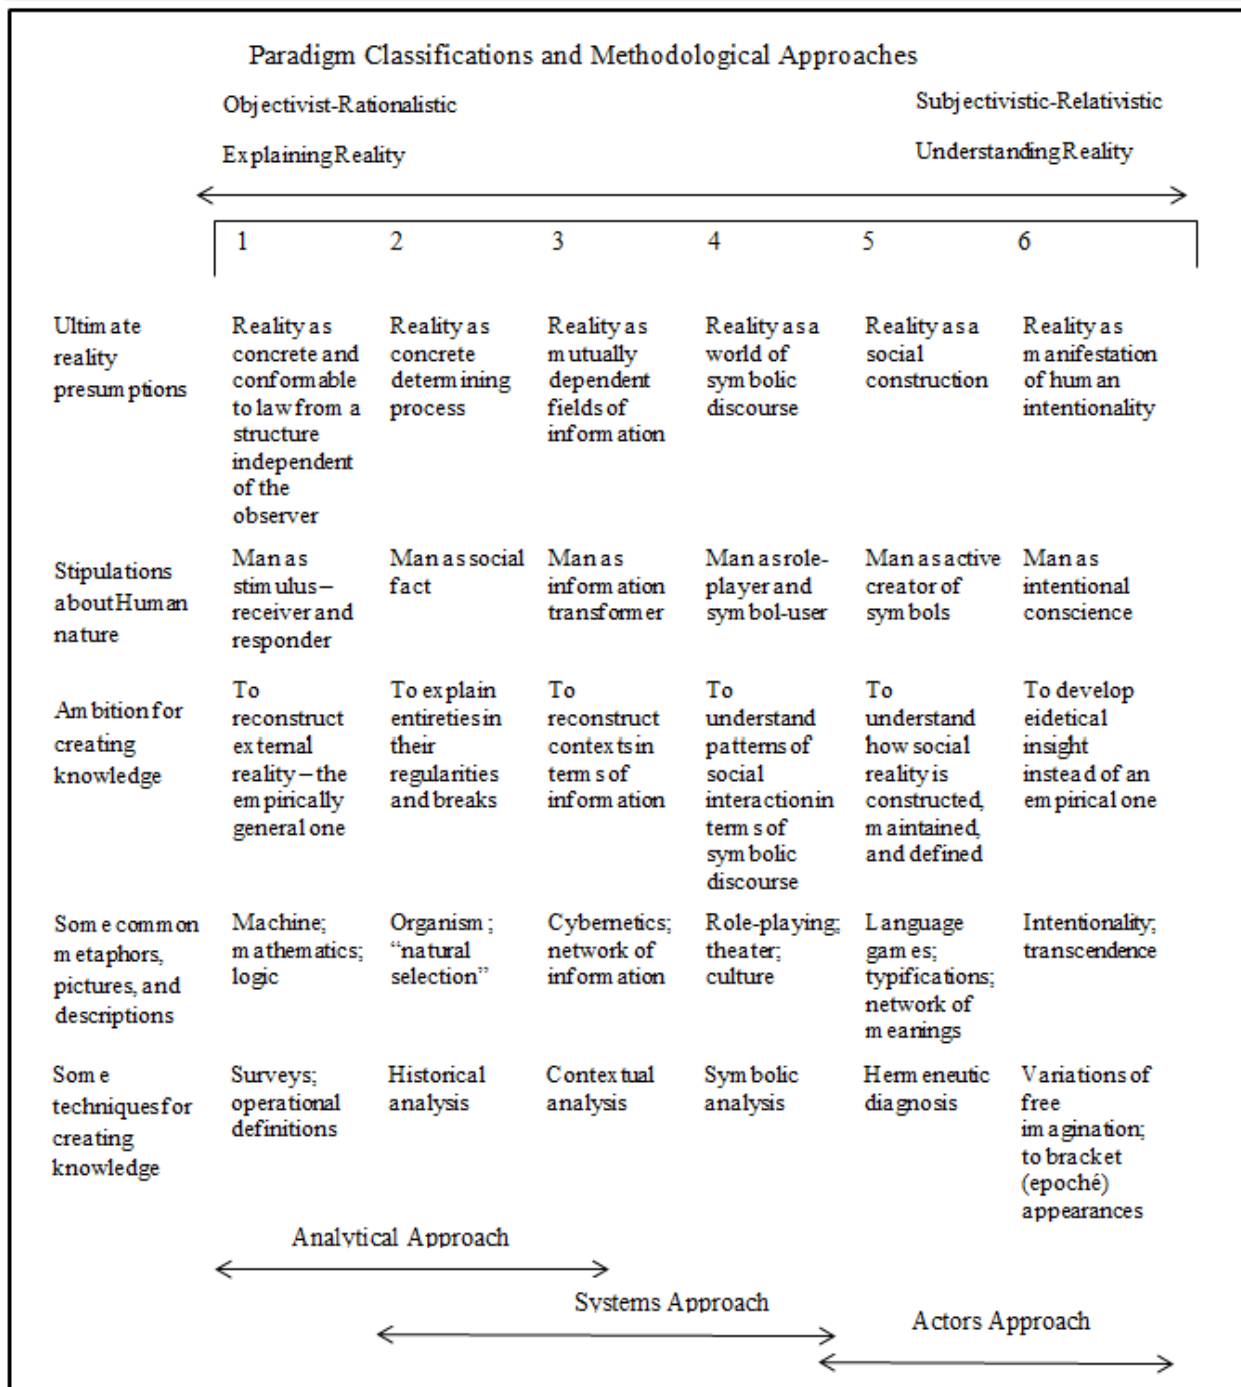 Paradigm Classifications and Methodological Approaches
Objectivist-Rationalistic
Subjectivistic-Relativistic
Explaining Reality
Understanding Reality
1 2 3 4 5 6
Ultimate
reality
presumptions
Reality as
concrete and
conformable
to law from a
structure
independent
of the
observer
Reality as
concrete
determining
process
Reality as
mutually
dependent
fields of
information
Reality as a
world of
symbolic
discourse
Reality as a
social
construction
Reality as
manifestation
of human
intentionality
Stipulations
about Human
nature
Man as
stimulus –
receiver and
responder
Man as social
fact
Man as
information
transformer
Man as role-
player and
symbol-user
Man as active
creator of
symbols
Man as
intentional
conscience
Ambition for
creating
knowledge
To
reconstruct
external
reality – the
empirically
general one
To explain
entireties in
their
regularities
and breaks
To
reconstruct
contexts in
terms of
information
To
understand
patterns of
social
interaction in
terms of
symbolic
discourse
To
understand
how social
reality is
constructed,
maintained,
and defined
To develop
eidetical
insight
instead of an
empirical one
Some common
metaphors,
pictures, and
descriptions
Machine;
mathematics;
logic
Organism;
“natural
selection”
Cybernetics;
network of
information
Role-playing;
theater;
culture
Language
games;
typifications;
network of
meanings
Intentionality;
transcendence
Some
techniques for
creating
knowledge
Surveys;
operational
definitions
Historical
analysis
Contextual
analysis
Symbolic
analysis
Hermeneutic
diagnosis
Variations of
free
imagination;
to bracket
(epoché)
appearances
Analytical Approach
Systems Approach
Actors Approach